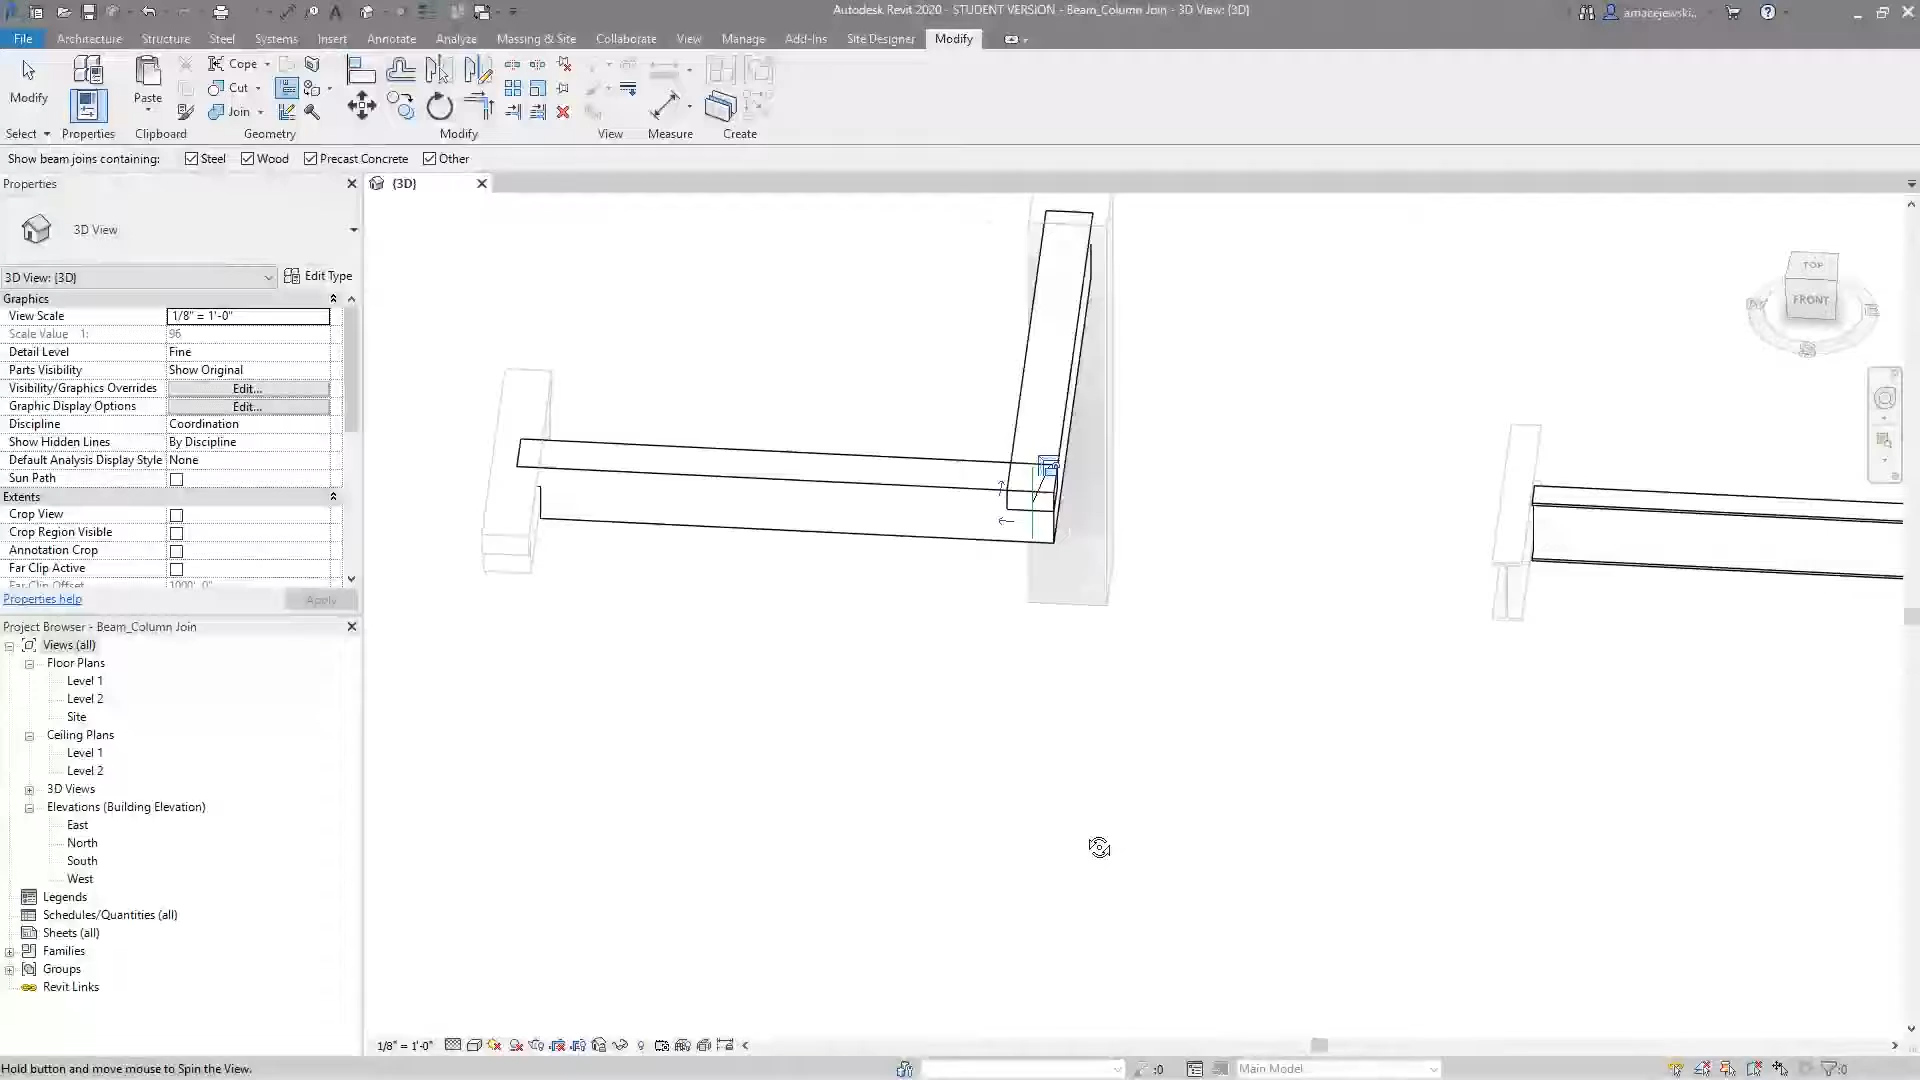 Autodesk Revit 2020 - STUDENT VERSION - Beam_Column Join - 3D View: {3D}
amacejewski...
File Architecture Structure Steel Systems Insert Annotate Analyze Massing & Site Collaborate View Manage Add-Ins Site Designer Modify
Cope
Cut
Join
Modify
Paste
Select Properties Clipboard Geometry Modify View Measure Create
Show beam joins containing: Steel Wood Precast Concrete Other
Properties
{3D}
3D View
3D View: {3D}
Edit Type
Graphics
View Scale 1/8" = 1'-0"
Scale Value 1: 96
Detail Level Fine
Parts Visibility Show Original
Visibility/Graphics Overrides Edit...
Graphic Display Options Edit...
Discipline Coordination
Show Hidden Lines By Discipline
Default Analysis Display Style None
Sun Path
Extents
Crop View
Crop Region Visible
Annotation Crop
Far Clip Active
Far Clip Offset 1000' 0"
Properties help Apply
TOP
FRONT
S
Project Browser - Beam_Column Join
Views (all)
Floor Plans
Level 1
Level 2
Site
Ceiling Plans
Level 1
Level 2
3D Views
Elevations (Building Elevation)
East
North
South
West
Legends
Schedules/Quantities (all)
Sheets (all)
Families
Groups
Revit Links
1/8" = 1'-0"
Hold button and move mouse to Spin the View.
:0
Main Model
:0